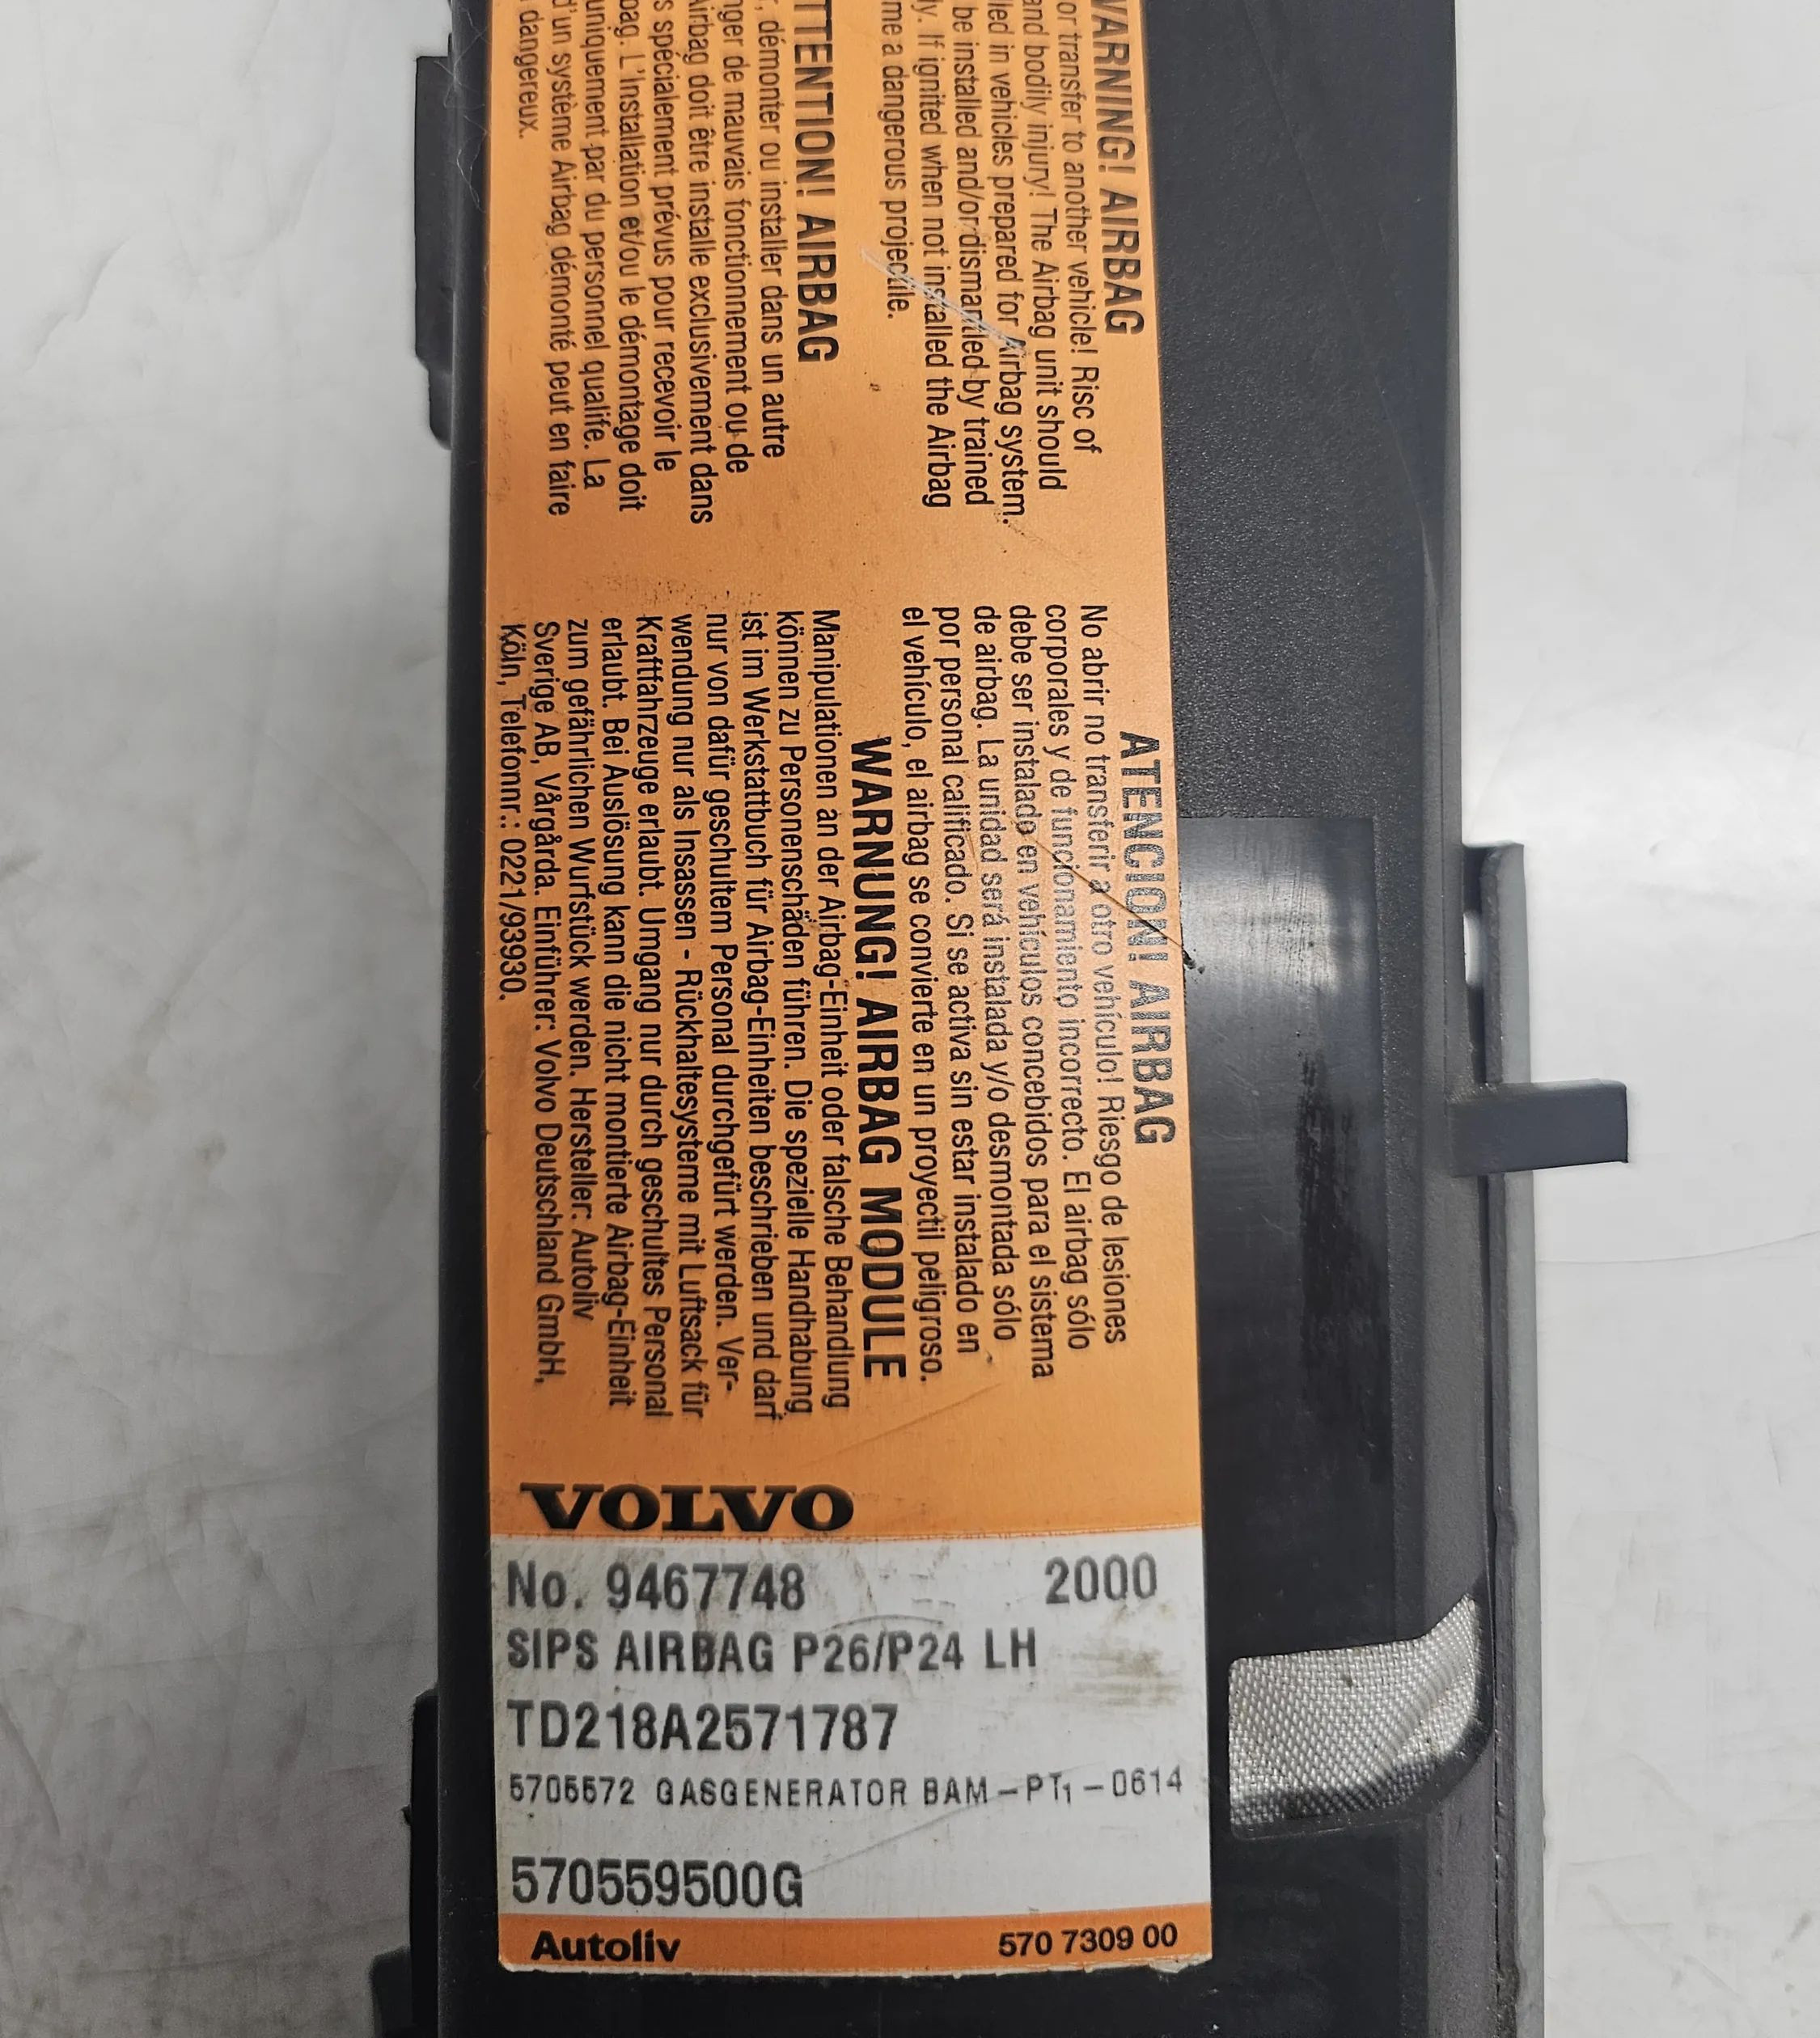 WARNING! AIRBAG
or transfer to another vehicle! Risc of
and bodily injury! The Airbag unit should
led in vehicles prepared for Airbag system.
be installed and/or dismantled by trained
y. If ignited when not installed the Airbag
me a dangerous projectile.
TTENTION! AIRBAG
, démonter ou installer dans un autre
nger de mauvais fonctionnement ou de
Airbag doit être installe exclusivement dans
s spécialement prévus pour recevoir le
bag. L'Installation et/ou le démontage doit
uniquement par du personnel qualife. La
d'un système Airbag démonté peut en faire
dangereux.
ATENCION! AIRBAG
No abrir no transferir a otro vehículo! Riesgo de lesiones
corporales y de funcionamiento incorrecto. El airbag sólo
debe ser instalado en vehículos concebidos para el sistema
de airbag. La unidad será instalada y/o desmontada sólo
por personal calificado. Si se activa sin estar instalado en
el vehículo, el airbag se convierte en un proyectil peligroso.
WARNUNG! AIRBAG MODULE
Manipulationen an der Airbag-Einheit oder falsche Behandlung
können zu Personenschäden führen. Die spezielle Handhabung
ist im Werkstattbuch für Airbag-Einheiten beschrieben und darf
nur von dafür geschultem Personal durchgefürt werden. Ver-
wendung nur als Insassen - Rückhaltesysteme mit Luftsack für
Kraftfahrzeuge erlaubt. Umgang nur durch geschultes Personal
erlaubt. Bei Auslösung kann die nicht montierte Airbag-Einheit
zum gefährlichen Wurfstück werden. Hersteller: Autoliv
Sverige AB, Vårgårda. Einführer: Volvo Deutschland GmbH,
Köln, Telefonnr.: 0221/93930.
VOLVO
No. 9467748 2000
SIPS AIRBAG P26/P24 LH
TD218A2571787
5705572 GASGENERATOR BAM-PT1-0614
570559500G
Autoliv 570 7309 00